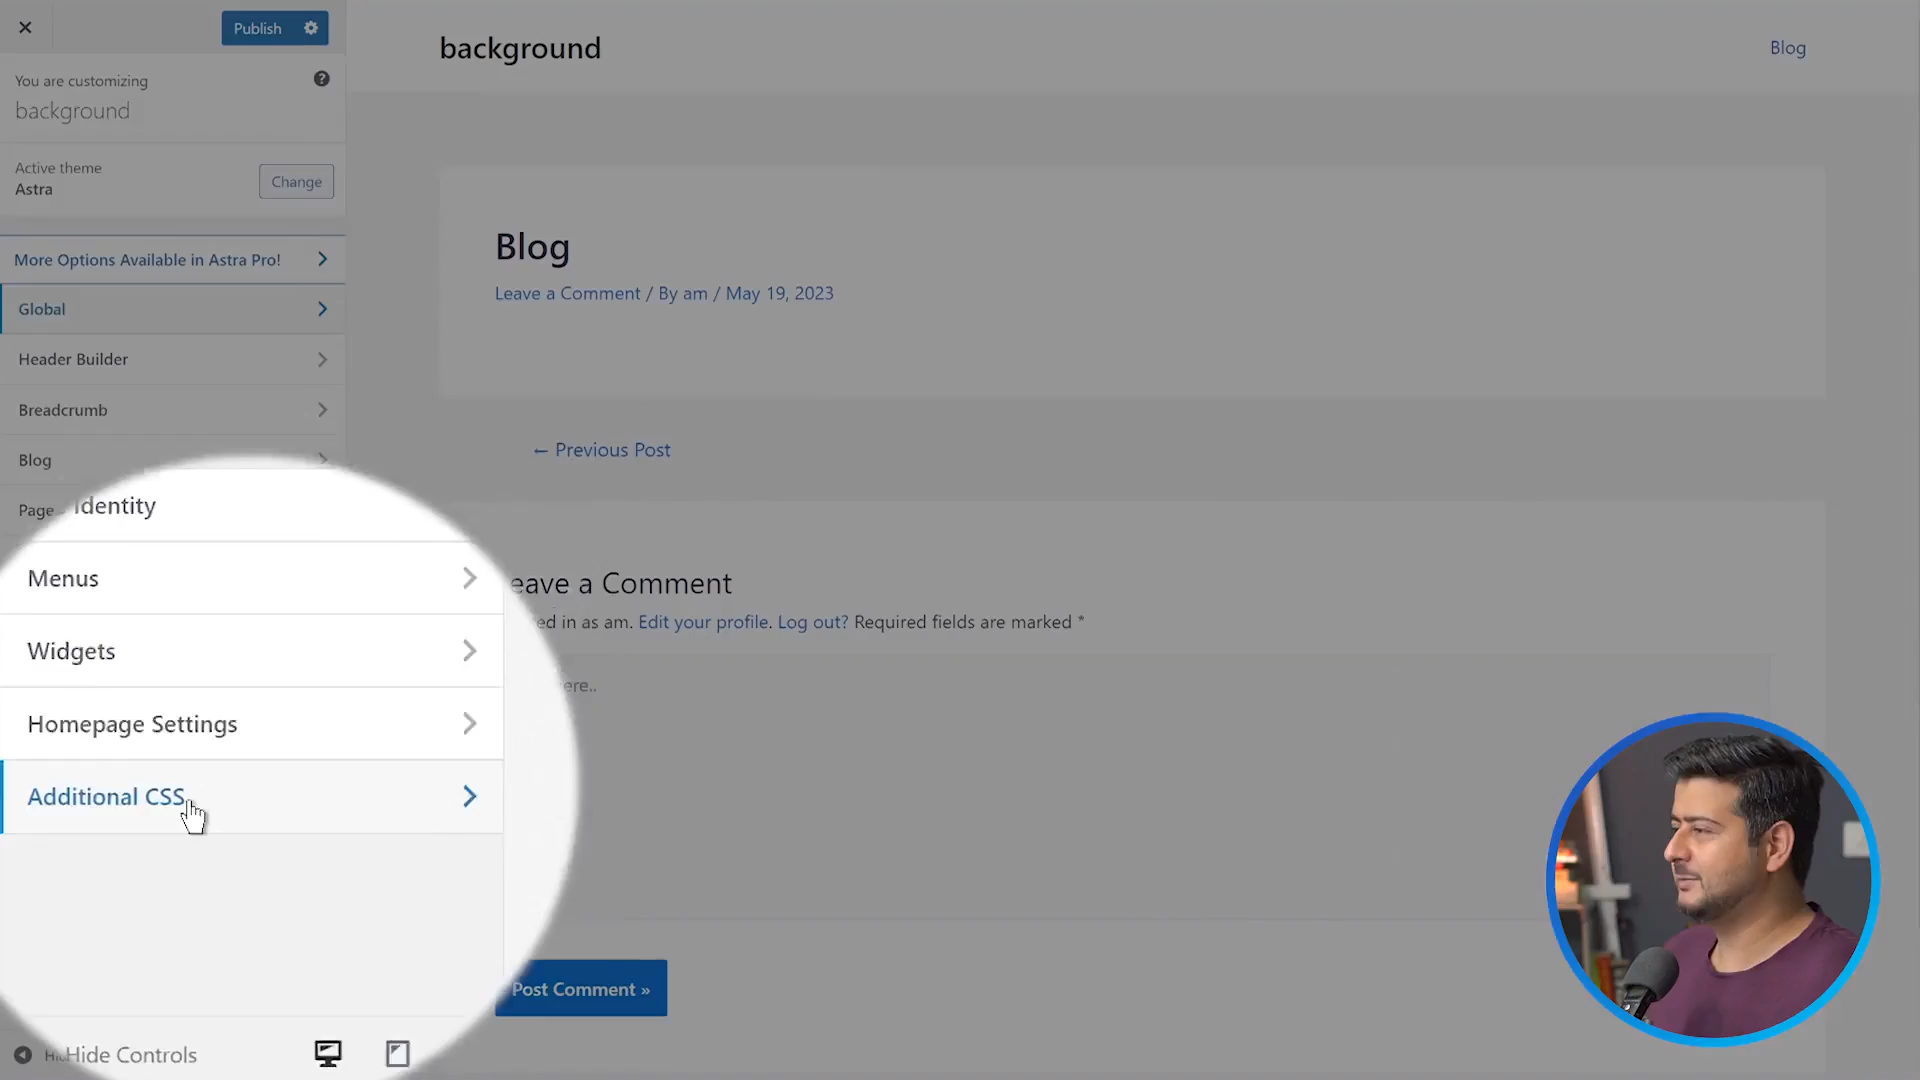 Publish
You are customizing
background
Active theme
Astra
Change
More Options Available in Astra Pro!
Global
Header Builder
Breadcrumb
Blog
Page
Identity
Menus
Widgets
Homepage Settings
Additional CSS
Hide Controls
background
Blog
Blog
Leave a Comment / By am / May 19, 2023
← Previous Post
eave a Comment
ed in as am. Edit your profile. Log out? Required fields are marked *
ere..
Post Comment »